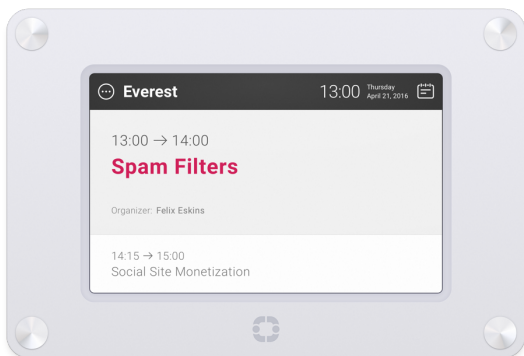 Everest
13:00
Thursday
April 21, 2016
13:00 → 14:00
Spam Filters
Organizer: Felix Eskins
14:15 → 15:00
Social Site Monetization